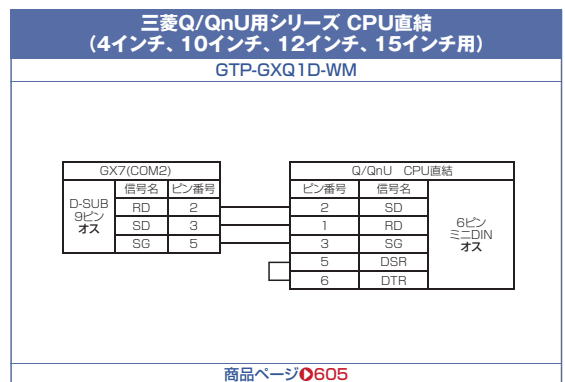 三菱Q/QnU用シリーズ CPU直結
（4インチ、10インチ、12インチ、15インチ用）
GTP-GXQ1D-WM
GX7(COM2)
D-SUB
9ピン
オス
信号名 ピン番号
RD 2
SD 3
SG 5
Q/QnU CPU直結
ピン番号 信号名
2 SD
1 RD
3 SG
5 DSR
6 DTR
6ピン
ミニDIN
オス
商品ページ605